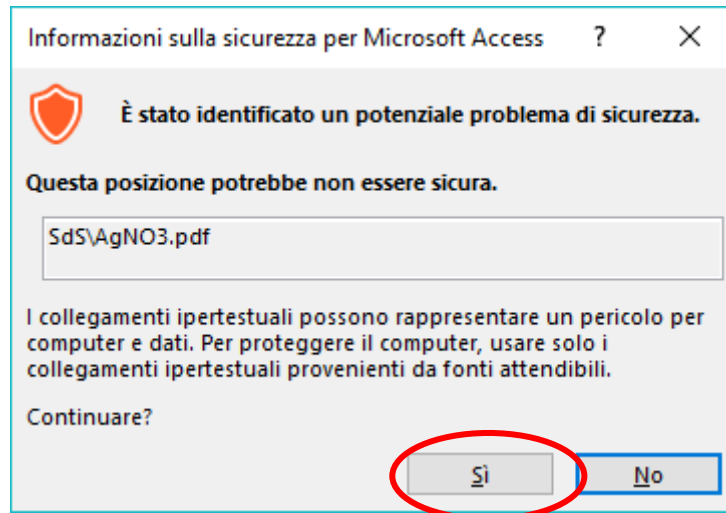 Informazioni sulla sicurezza per Microsoft Access ? ×
È stato identificato un potenziale problema di sicurezza.
Questa posizione potrebbe non essere sicura.
SdS\AgNO3.pdf
I collegamenti ipertestuali possono rappresentare un pericolo per
computer e dati. Per proteggere il computer, usare solo i
collegamenti ipertestuali provenienti da fonti attendibili.
Continuare?
Sì No